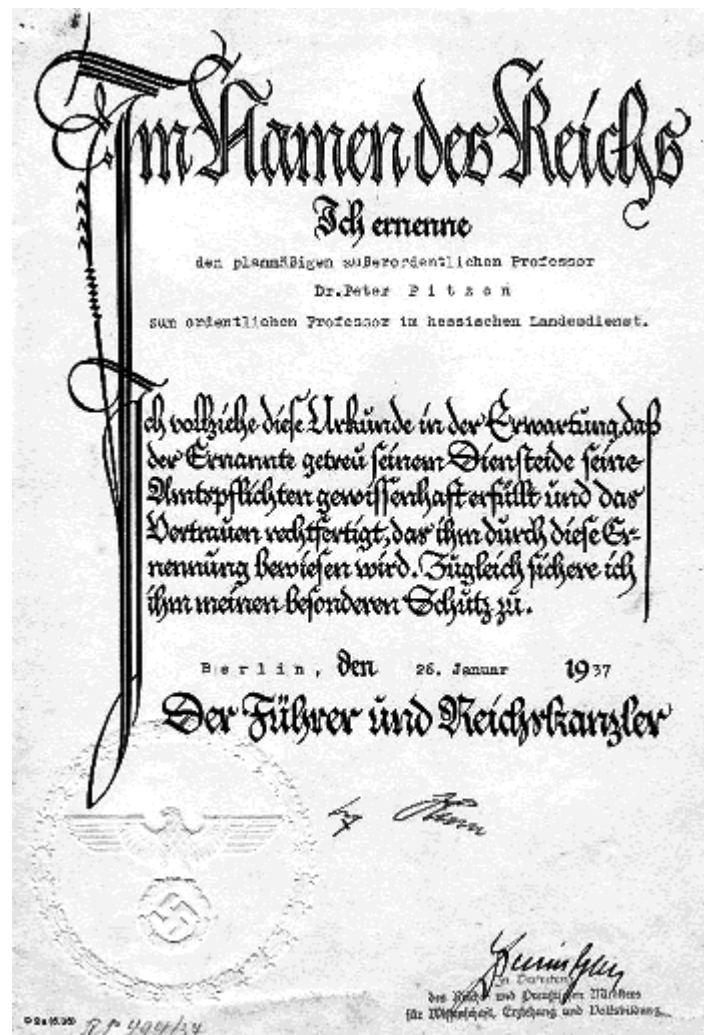 Im Namen des Reichs
Ich ernenne
den planmäßigen außerordentlichen Professor
Dr. Peter Pitzen
zum ordentlichen Professor im hessischen Landesdienst.
Ich vollziehe diese Urkunde in der Erwartung, daß
der Ernannte getreu seinem Diensteide seine
Amtspflichten gewissenhaft erfüllt und das
Vertrauen rechtfertigt, das ihm durch diese Er-
nennung bewiesen wird. Zugleich sichere ich
ihm meinen besonderen Schutz zu.
Berlin, den 26. Januar 1937
Der Führer und Reichskanzler
des Reichs- und Preußischen Ministers
für Wissenschaft, Erziehung und Volksbildung